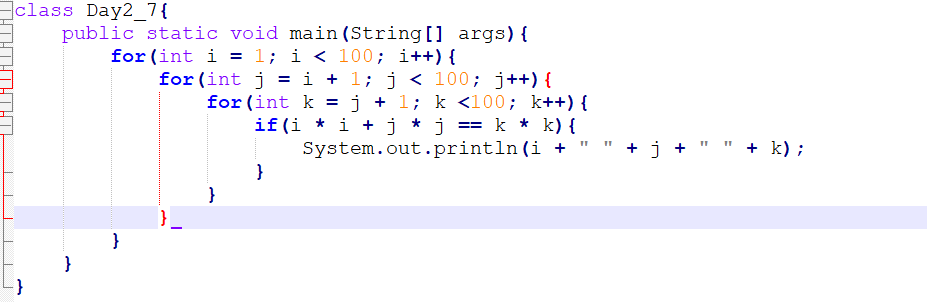 class Day2_7{
public static void main(String[] args){
for(int i = 1; i < 100; i++){
for(int j = i + 1; j < 100; j++){
for(int k = j + 1; k <100; k++){
if(i * i + j * j == k * k){
System.out.println(i + " " + j + " " + k);
}
}
}
}
}
}